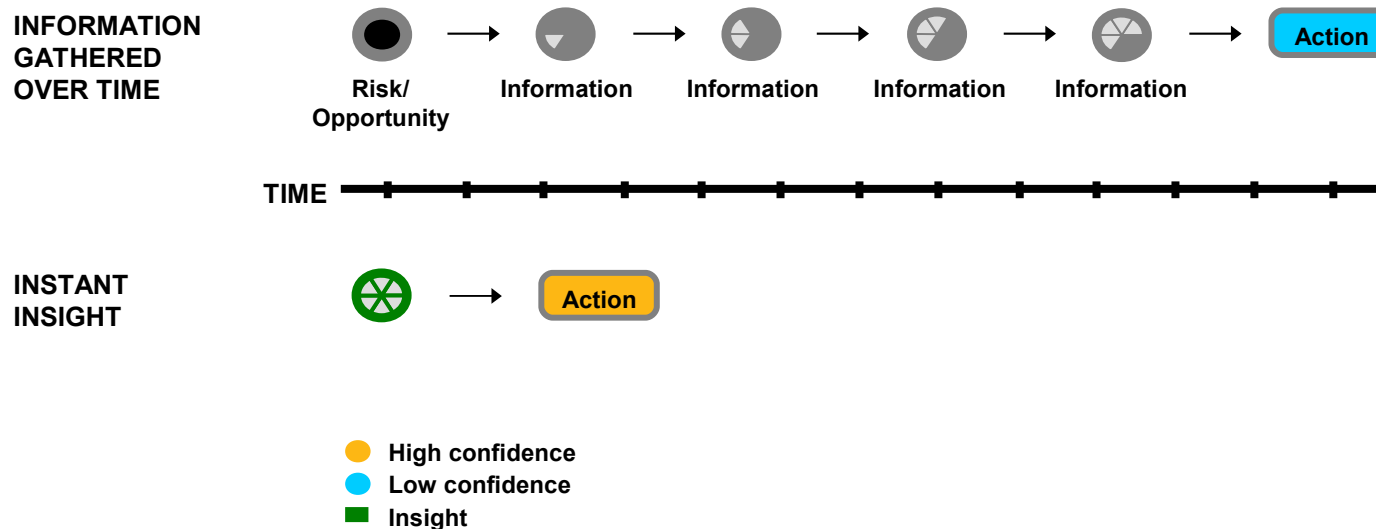 INFORMATION
GATHERED
OVER TIME
Risk/
Opportunity
Information
Information
Information
Information
Action
TIME
INSTANT
INSIGHT
Action
High confidence
Low confidence
Insight